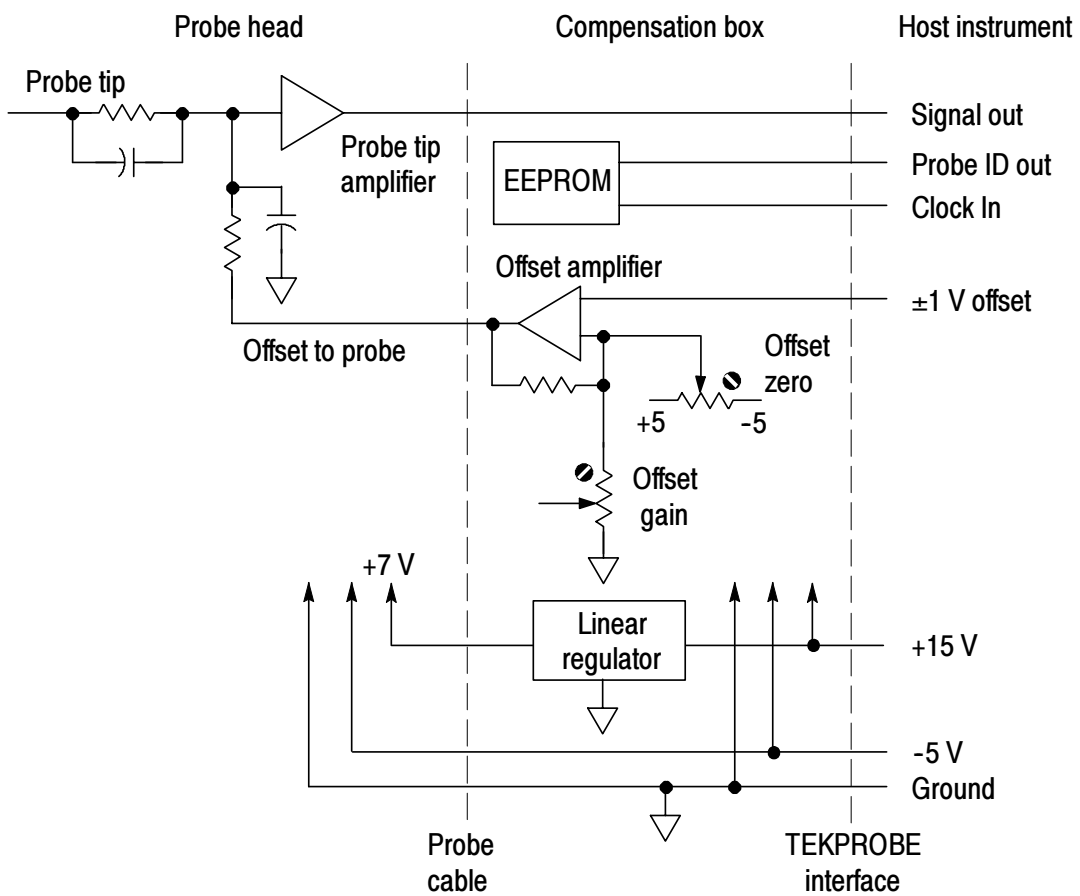 Probe head
Compensation box
Host instrument
Probe tip
Signal out
Probe tip
amplifier
EEPROM
Probe ID out
Clock In
Offset amplifier
±1 V offset
Offset to probe
Offset
zero
+5
-5
Offset
gain
+7 V
Linear
regulator
+15 V
-5 V
Ground
Probe
cable
TEKPROBE
interface